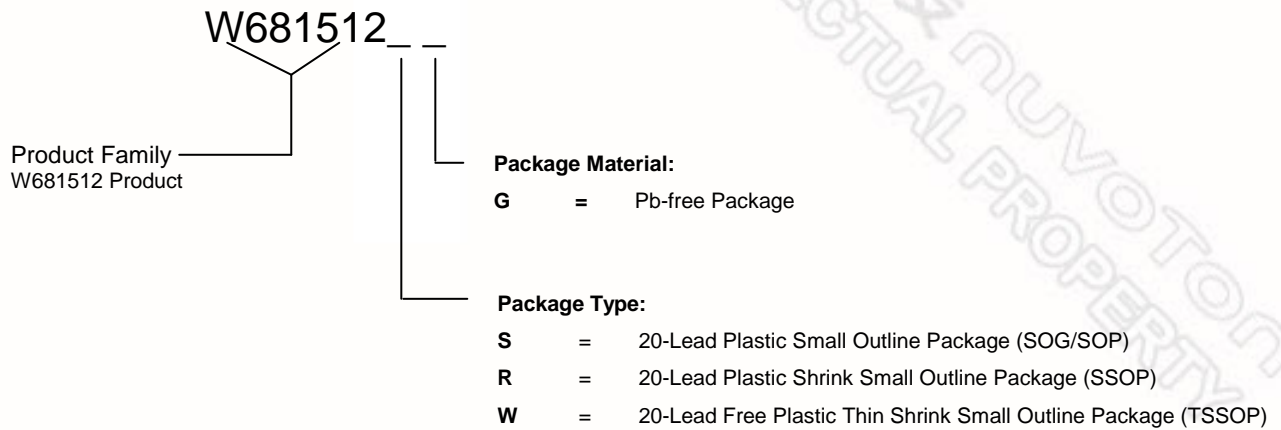 W681512_ _
Product Family
W681512 Product
Package Material:
G = Pb-free Package
Package Type:
S = 20-Lead Plastic Small Outline Package (SOG/SOP)
R = 20-Lead Plastic Shrink Small Outline Package (SSOP)
W = 20-Lead Free Plastic Thin Shrink Small Outline Package (TSSOP)
nuvoton
PROPERTY